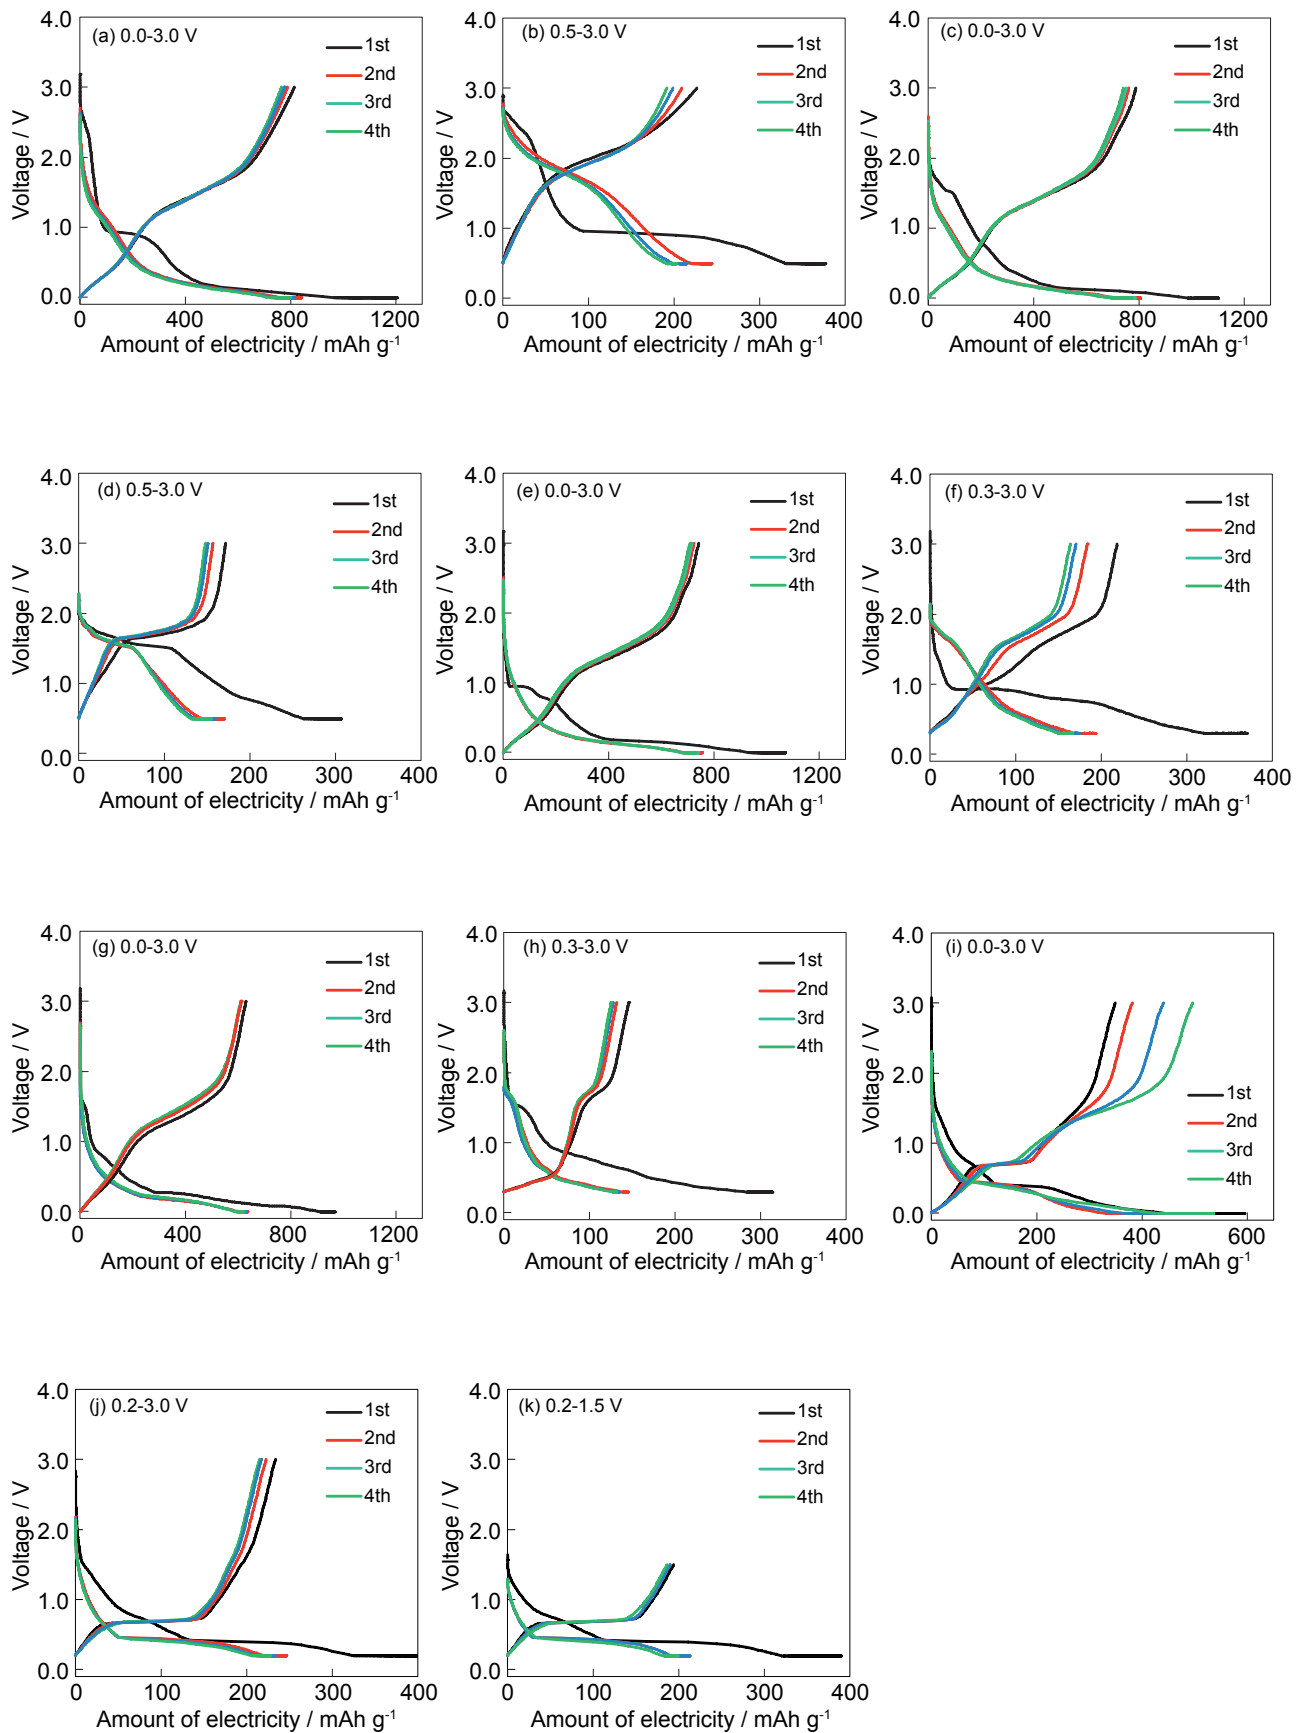 (a) 0.0-3.0 V
1st
2nd
3rd
4th
4.0
3.0
2.0
1.0
0.0
Voltage / V
0 400 800 1200
Amount of electricity / mAh g-1
(b) 0.5-3.0 V
1st
2nd
3rd
4th
4.0
3.0
2.0
1.0
0.0
Voltage / V
0 100 200 300 400
Amount of electricity / mAh g-1
(c) 0.0-3.0 V
1st
2nd
3rd
4th
4.0
3.0
2.0
1.0
0.0
Voltage / V
0 400 800 1200
Amount of electricity / mAh g-1
(d) 0.5-3.0 V
1st
2nd
3rd
4th
4.0
3.0
2.0
1.0
0.0
Voltage / V
0 100 200 300 400
Amount of electricity / mAh g-1
(e) 0.0-3.0 V
1st
2nd
3rd
4th
4.0
3.0
2.0
1.0
0.0
Voltage / V
0 400 800 1200
Amount of electricity / mAh g-1
(f) 0.3-3.0 V
1st
2nd
3rd
4th
4.0
3.0
2.0
1.0
0.0
Voltage / V
0 100 200 300 400
Amount of electricity / mAh g-1
(g) 0.0-3.0 V
1st
2nd
3rd
4th
4.0
3.0
2.0
1.0
0.0
Voltage / V
0 400 800 1200
Amount of electricity / mAh g-1
(h) 0.3-3.0 V
1st
2nd
3rd
4th
4.0
3.0
2.0
1.0
0.0
Voltage / V
0 100 200 300 400
Amount of electricity / mAh g-1
(i) 0.0-3.0 V
1st
2nd
3rd
4th
4.0
3.0
2.0
1.0
0.0
Voltage / V
0 200 400 600
Amount of electricity / mAh g-1
(j) 0.2-3.0 V
1st
2nd
3rd
4th
4.0
3.0
2.0
1.0
0.0
Voltage / V
0 100 200 300 400
Amount of electricity / mAh g-1
(k) 0.2-1.5 V
1st
2nd
3rd
4th
4.0
3.0
2.0
1.0
0.0
Voltage / V
0 100 200 300 400
Amount of electricity / mAh g-1